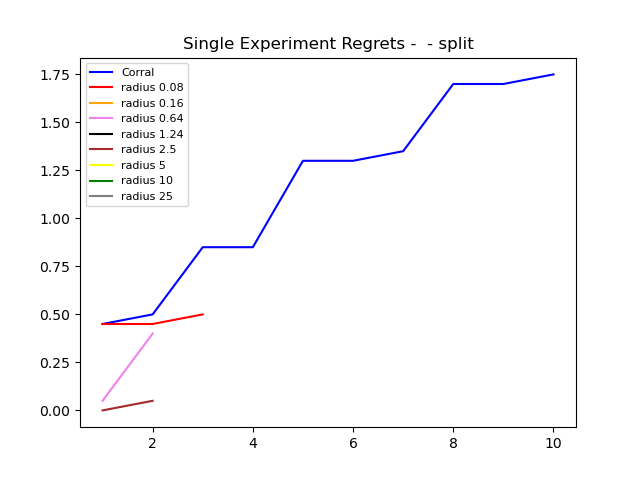 Single Experiment Regrets -  - split
1.75
1.50
1.25
1.00
0.75
0.50
0.25
0.00
Corral
radius 0.08
radius 0.16
radius 0.64
radius 1.24
radius 2.5
radius 5
radius 10
radius 25
2 4 6 8 10